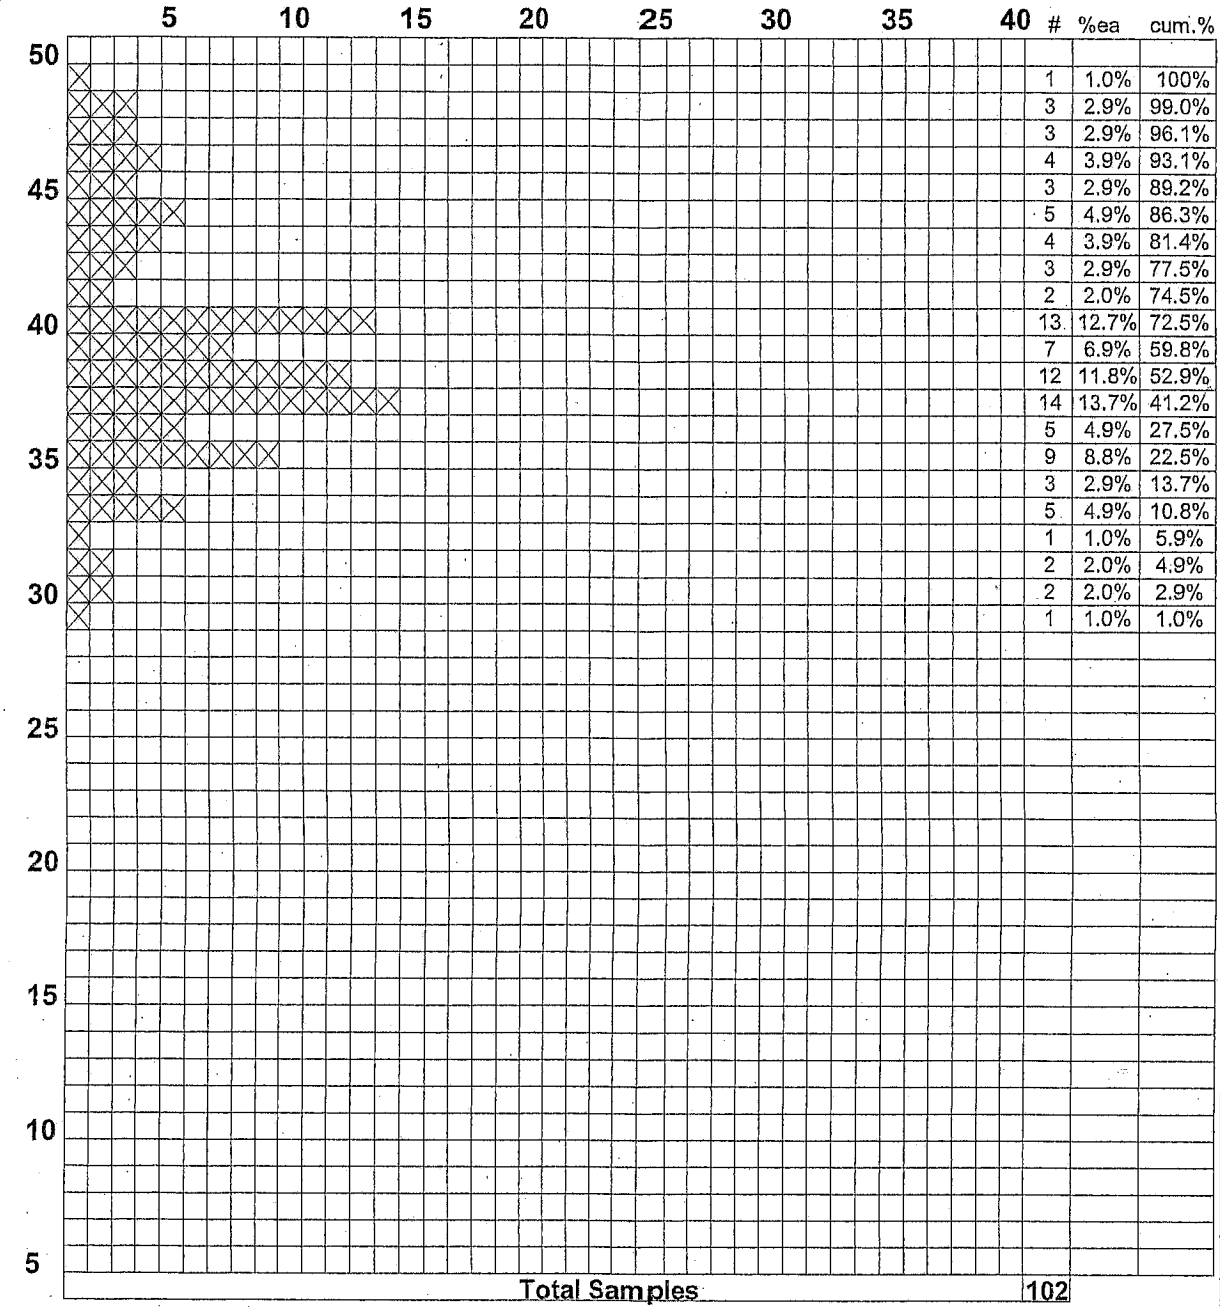 5 10 15 20 25 30 35 40 # %ea cum.%
50
1 1.0% 100%
3 2.9% 99.0%
3 2.9% 96.1%
4 3.9% 93.1%
45 3 2.9% 89.2%
5 4.9% 86.3%
4 3.9% 81.4%
3 2.9% 77.5%
2 2.0% 74.5%
40 13 12.7% 72.5%
7 6.9% 59.8%
12 11.8% 52.9%
14 13.7% 41.2%
5 4.9% 27.5%
35 9 8.8% 22.5%
3 2.9% 13.7%
5 4.9% 10.8%
1 1.0% 5.9%
2 2.0% 4.9%
30 2 2.0% 2.9%
1 1.0% 1.0%
25
20
15
10
5
Total Samples 102